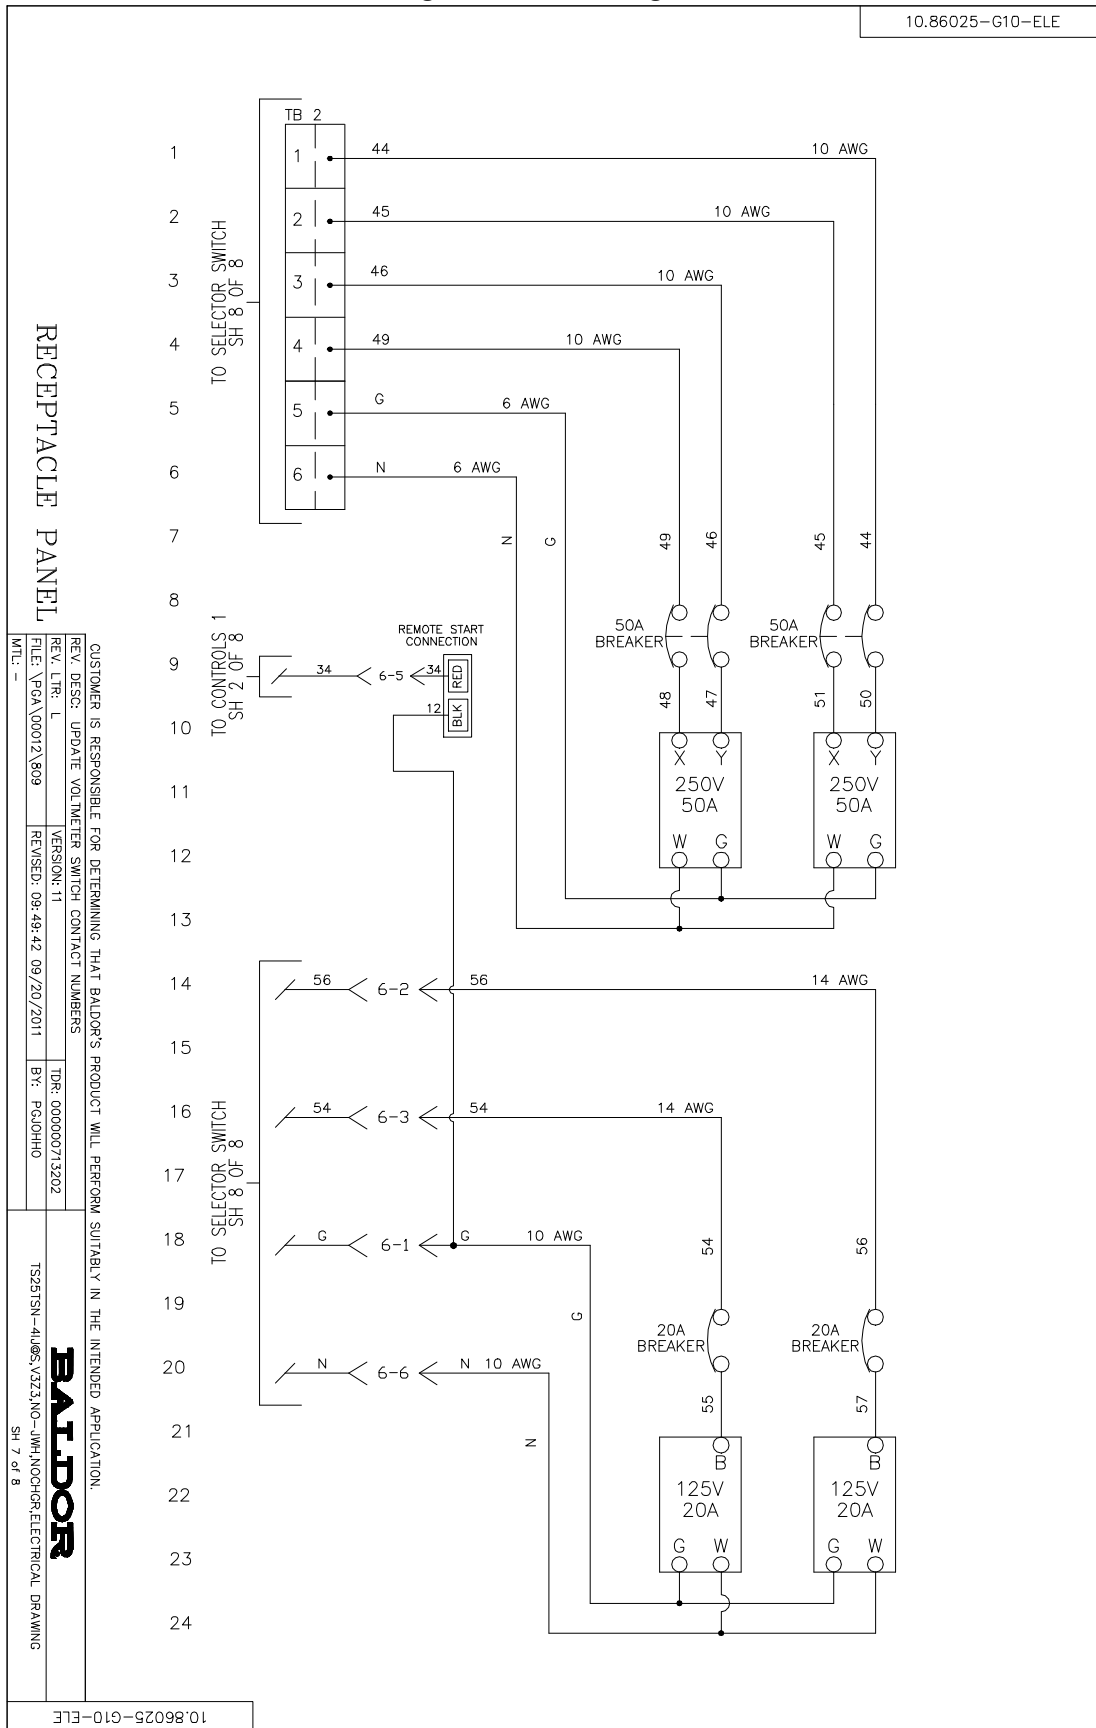 10.86025-G10-ELE
TB 2
1 1 44 10 AWG
2 2 45 10 AWG
TO SELECTOR SWITCH
SH 8 OF 8
3 3 46 10 AWG
4 4 49 10 AWG
5 5 G 6 AWG
6 6 N 6 AWG
7 N G 49 46 45 44
8
50A
BREAKER
50A
BREAKER
TO CONTROLS 1
SH 2 OF 8
REMOTE START
CONNECTION
9 34 6-5 34 RED
10 12 BLK
48 47 51 50
X Y X Y
11
250V
50A
250V
50A
12 W G W G
13
14 56 6-2 56 14 AWG
15
16 54 6-3 54 14 AWG
TO SELECTOR SWITCH
SH 8 OF 8
17
18 G 6-1 G 10 AWG 54 56
19 G
20A
BREAKER
20A
BREAKER
20 N 6-6 N 10 AWG
55 57
21 N
B B
22
125V
20A
125V
20A
23 G W G W
24
RECEPTACLE PANEL
CUSTOMER IS RESPONSIBLE FOR DETERMINING THAT BALDOR'S PRODUCT WILL PERFORM SUITABLY IN THE INTENDED APPLICATION.
REV. DESC: UPDATE VOLTMETER SWITCH CONTACT NUMBERS
REV. LTR: L VERSION: 11 TDR: 000000713202
FILE: \PGA\00012\809 REVISED: 09:49:42 09/20/2011 BY: PGJOHHO
MTL: -
BALDOR
TS25TSN-4IJ@S,V3Z3,NO-JWH,NOCHGR,ELECTRICAL DRAWING
SH 7 of 8
10.86025-G10-ELE